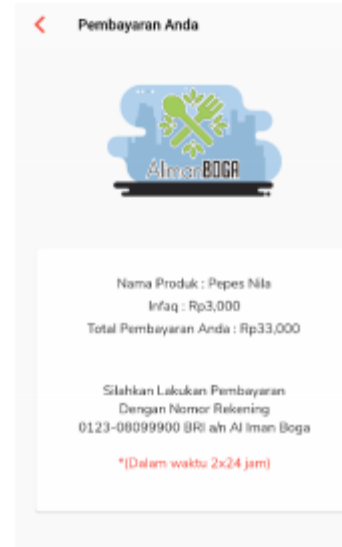 Pembayaran Anda
AlimanBOGA
Nama Produk : Pepes Nila
Infaq : Rp3,000
Total Pembayaran Anda : Rp33,000
Silahkan Lakukan Pembayaran
Dengan Nomor Rekening
0123-08099900 BRI a/n Al Iman Boga
*(Dalam waktu 2x24 jam)